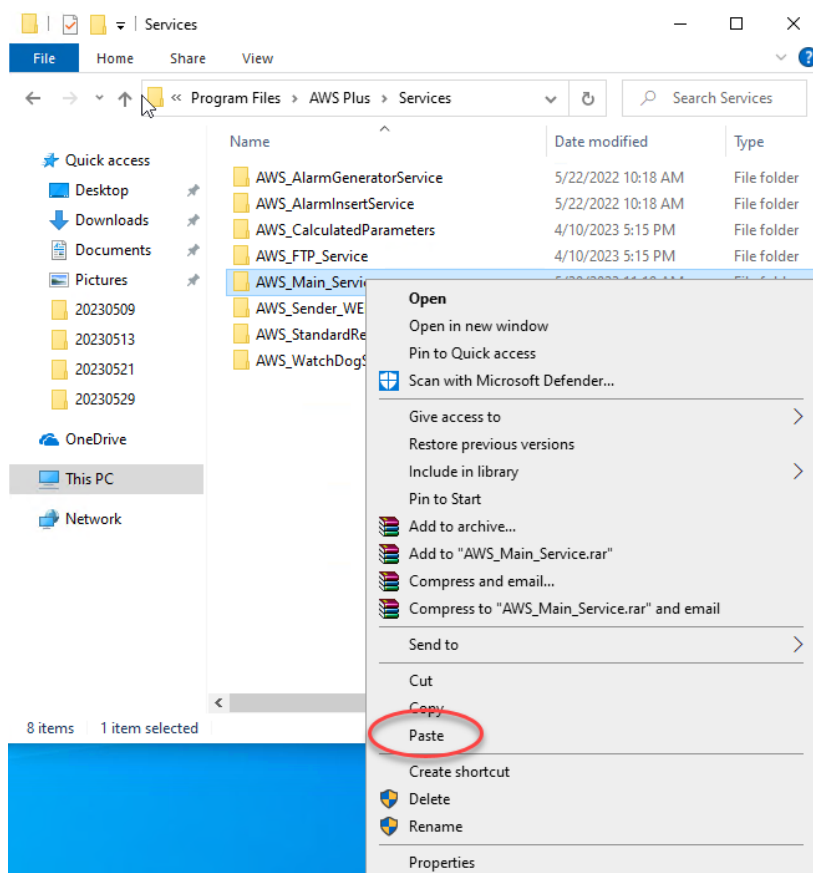 Services
File Home Share View
« Program Files > AWS Plus > Services Search Services
Name Date modified Type
Quick access
Desktop
Downloads
Documents
Pictures
20230509
20230513
20230521
20230529
OneDrive
This PC
Network
AWS_AlarmGeneratorService 5/22/2022 10:18 AM File folder
AWS_AlarmInsertService 5/22/2022 10:18 AM File folder
AWS_CalculatedParameters 4/10/2023 5:15 PM File folder
AWS_FTP_Service 4/10/2023 5:15 PM File folder
AWS_Main_Servi
AWS_Sender_WE
AWS_StandardRe
AWS_WatchDogS
Open
Open in new window
Pin to Quick access
Scan with Microsoft Defender...
Give access to
Restore previous versions
Include in library
Pin to Start
Add to archive...
Add to "AWS_Main_Service.rar"
Compress and email...
Compress to "AWS_Main_Service.rar" and email
Send to
Cut
Copy
Paste
Create shortcut
Delete
Rename
Properties
8 items 1 item selected